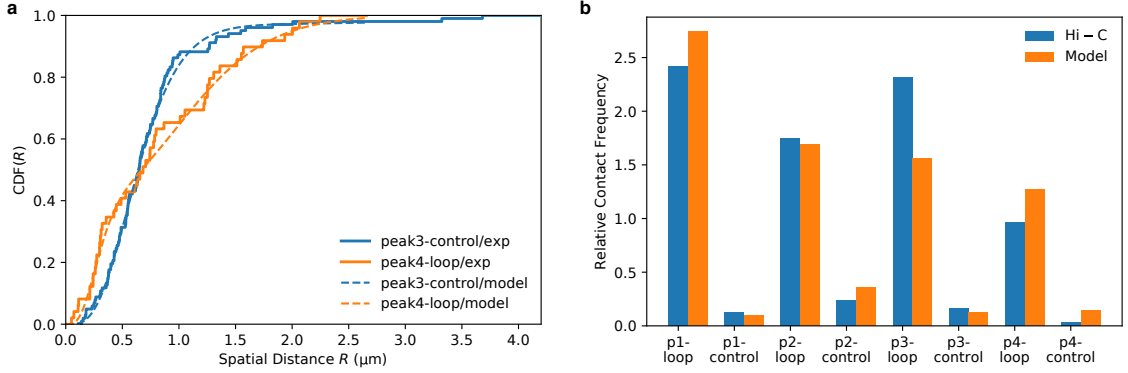 a
CDF(R)
1.0
0.8
0.6
0.4
0.2
0.0
0.0 0.5 1.0 1.5 2.0 2.5 3.0 3.5 4.0
Spatial Distance R (μm)
peak3-control/exp
peak4-loop/exp
peak3-control/model
peak4-loop/model
b
Relative Contact Frequency
2.5
2.0
1.5
1.0
0.5
0.0
Hi − C
Model
p1- p1- p2- p2- p3- p3- p4- p4-
loop control loop control loop control loop control